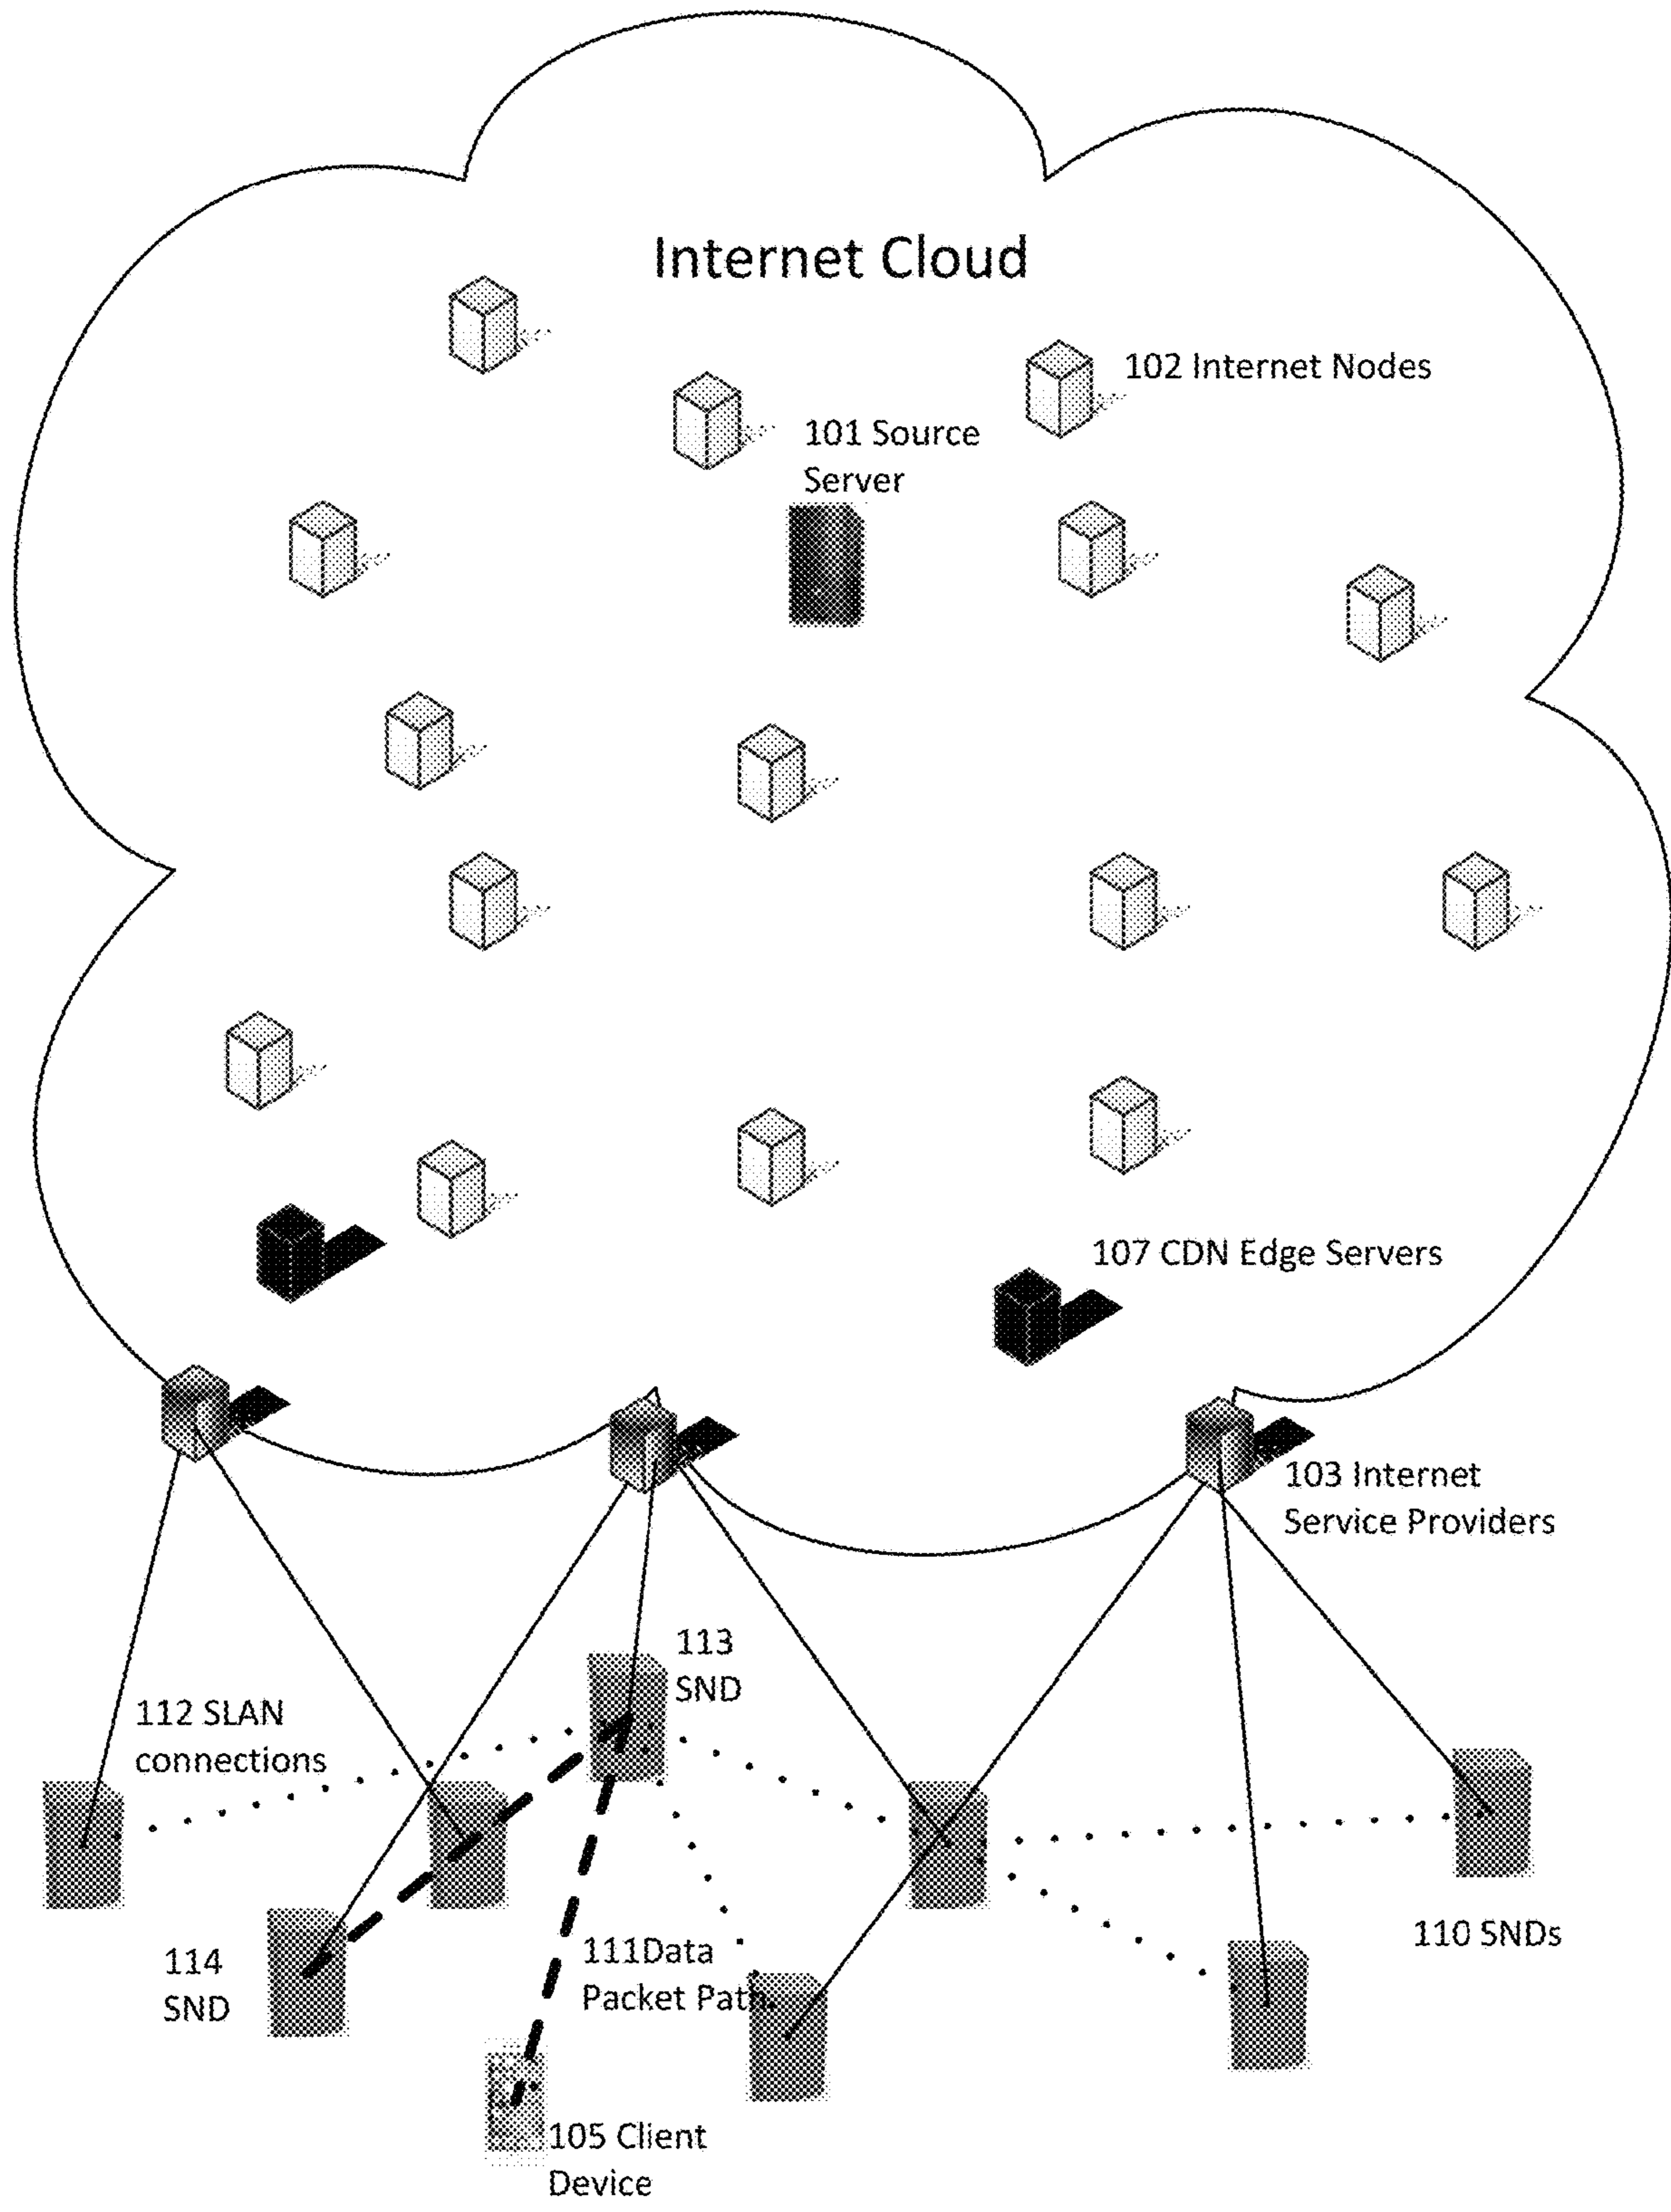 Internet Cloud
102 Internet Nodes
101 Source
Server
107 CDN Edge Servers
103 Internet
Service Providers
113
SND
112 SLAN
connections
110 SNDs
114
SND
111Data
Packet Path.
105 Client
Device